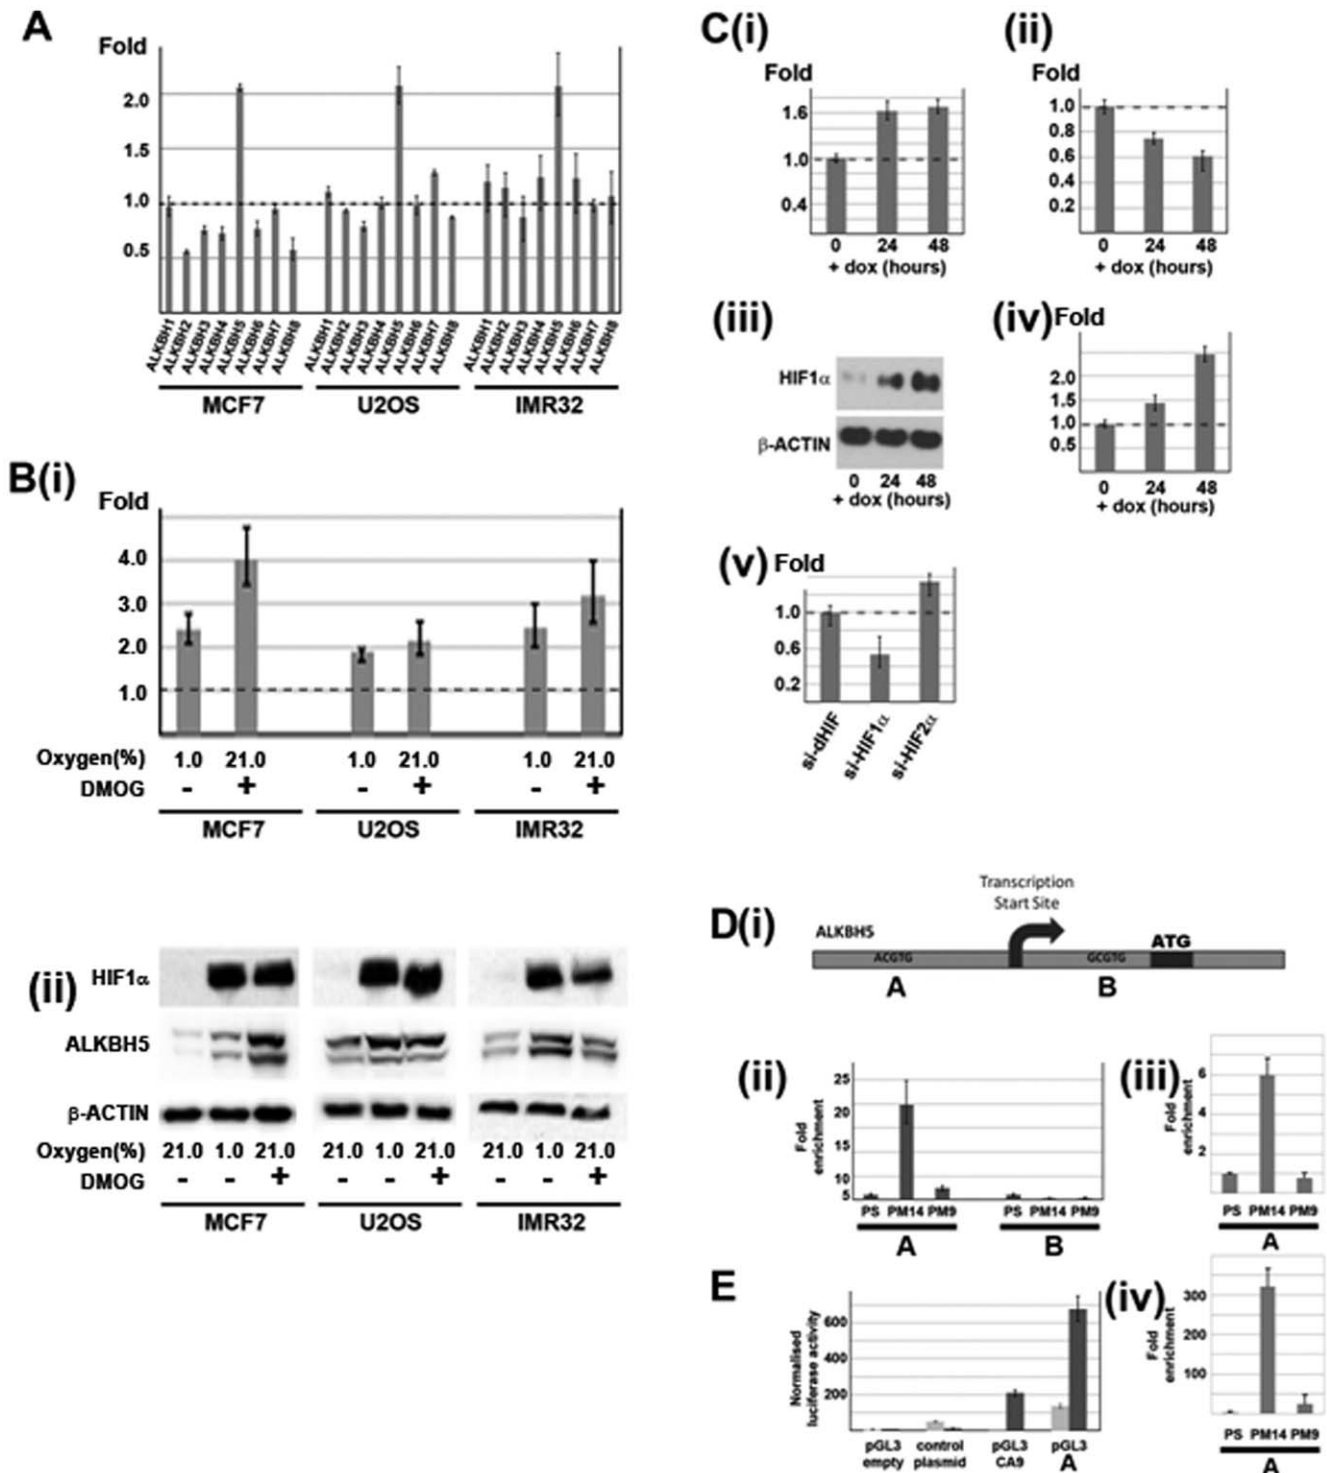 A
Fold
2.0
1.5
1.0
0.5
ALKBH1
ALKBH2
ALKBH3
ALKBH4
ALKBH5
ALKBH6
ALKBH7
ALKBH8
ALKBH1
ALKBH2
ALKBH3
ALKBH4
ALKBH5
ALKBH6
ALKBH7
ALKBH8
ALKBH1
ALKBH2
ALKBH3
ALKBH4
ALKBH5
ALKBH6
ALKBH7
ALKBH8
MCF7 U2OS IMR32
B(i)
Fold
4.0
3.0
2.0
1.0
Oxygen(%) 1.0 21.0 1.0 21.0 1.0 21.0
DMOG - + - + - +
MCF7 U2OS IMR32
(ii)
HIF1α
ALKBH5
β-ACTIN
Oxygen(%) 21.0 1.0 21.0 21.0 1.0 21.0 21.0 1.0 21.0
DMOG - - + - - + - - +
MCF7 U2OS IMR32
C(i)
Fold
1.6
1.0
0.4
0 24 48
+ dox (hours)
(ii)
Fold
1.0
0.8
0.6
0.4
0.2
0 24 48
+ dox (hours)
(iii)
HIF1α
β-ACTIN
0 24 48
+ dox (hours)
(iv)
Fold
2.0
1.5
1.0
0.5
0 24 48
+ dox (hours)
(v)
Fold
1.0
0.6
0.2
si-dHIF
si-HIF1α
si-HIF2α
D(i)
Transcription
Start Site
ALKBH5
ATG
ACGTG GCGTG
A B
(ii)
Fold
enrichment
25
20
15
10
5
PS PM14 PM9 PS PM14 PM9
A B
(iii)
Fold
enrichment
6
4
2
PS PM14 PM9
A
E
Normalised
luciferase activity
600
400
200
pGL3 control pGL3 pGL3
empty plasmid CA9 A
(iv)
Fold
enrichment
300
200
100
PS PM14 PM9
A